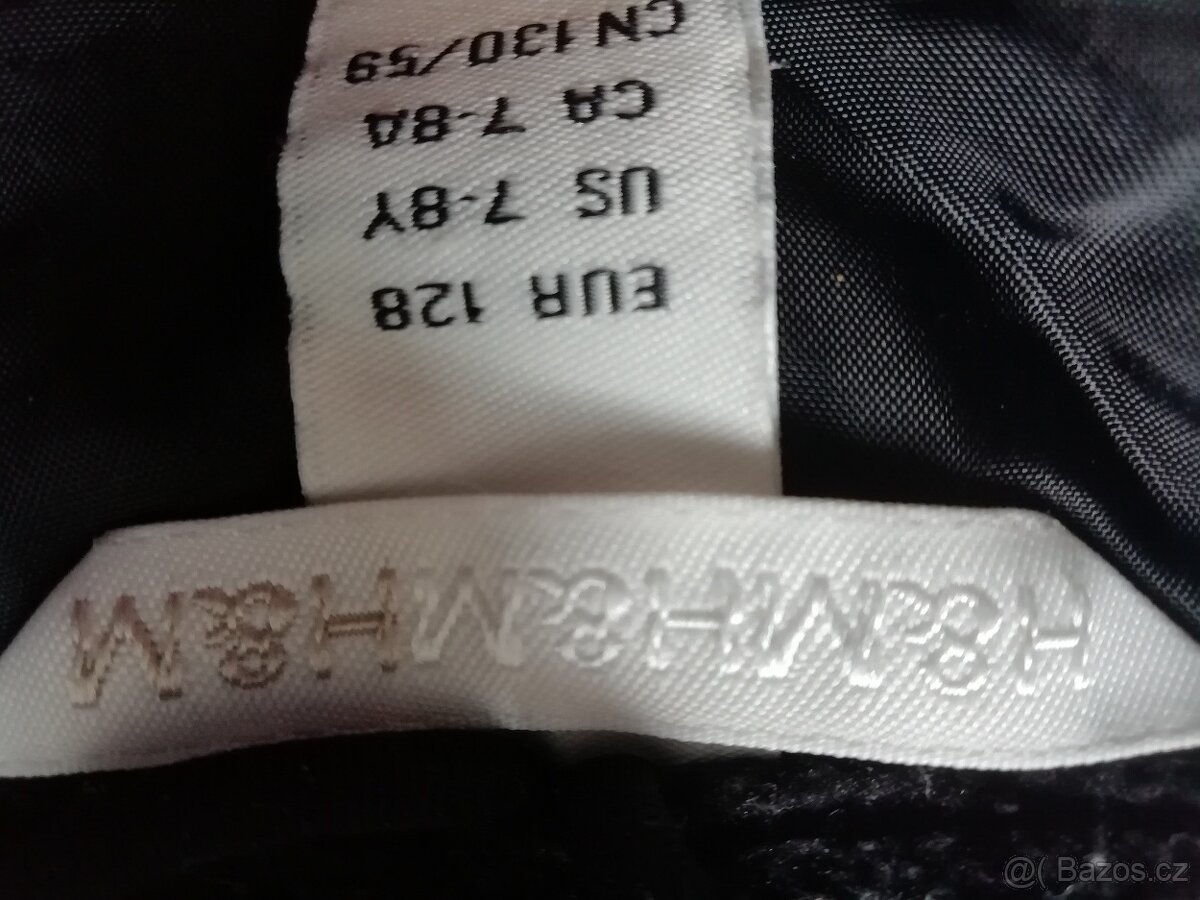 H&MH&MH&M
EUR 128
US 7-8Y
CA 7-8A
CN 130/59
@( Bazos.cz